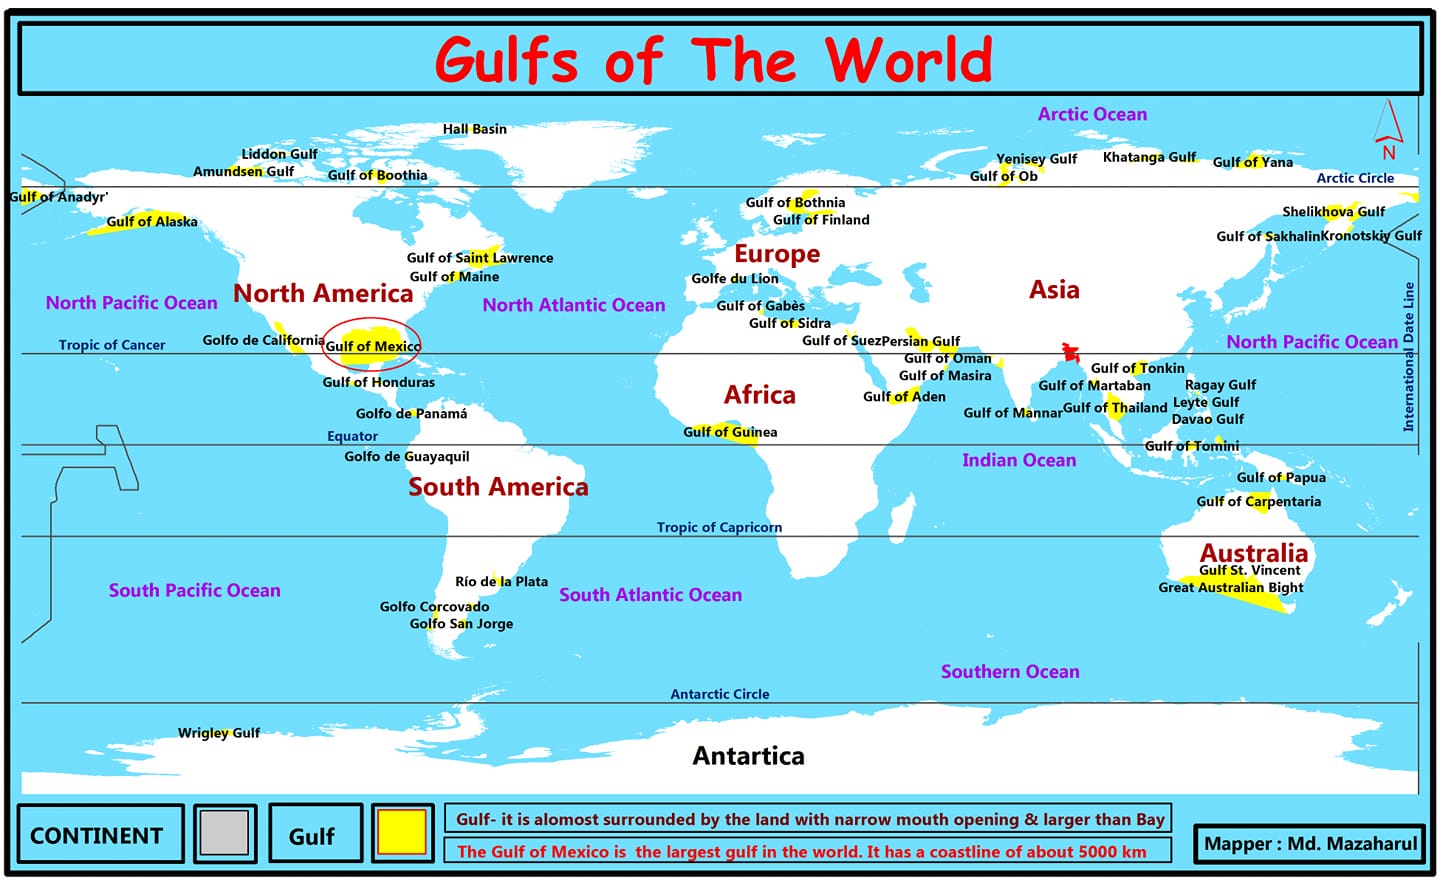 Gulfs of The World
Arctic Ocean
N
Hall Basin
Liddon Gulf
Amundsen Gulf
Gulf of Boothia
Yenisey Gulf
Khatanga Gulf
Gulf of Yana
Gulf of Ob
Arctic Circle
Gulf of Anadyr'
Gulf of Alaska
Gulf of Bothnia
Gulf of Finland
Shelikhova Gulf
Gulf of Sakhalin
Kronotskiy Gulf
Gulf of Saint Lawrence
Gulf of Maine
Europe
Golfe du Lion
North America
Asia
North Pacific Ocean
North Atlantic Ocean
Gulf of Gabès
Gulf of Sidra
Golfo de California
Gulf of Mexico
Gulf of Suez
Persian Gulf
North Pacific Ocean
International Date Line
Tropic of Cancer
Gulf of Oman
Gulf of Masira
Gulf of Tonkin
Gulf of Honduras
Gulf of Martaban
Ragay Gulf
Africa
Gulf of Aden
Leyte Gulf
Golfo de Panamá
Gulf of Mannar
Gulf of Thailand
Davao Gulf
Equator
Gulf of Guinea
Gulf of Tomini
Golfo de Guayaquil
Indian Ocean
South America
Gulf of Papua
Gulf of Carpentaria
Tropic of Capricorn
Australia
Gulf St. Vincent
Great Australian Bight
Río de la Plata
South Pacific Ocean
South Atlantic Ocean
Golfo Corcovado
Golfo San Jorge
Southern Ocean
Antarctic Circle
Wrigley Gulf
Antartica
CONTINENT
Gulf
Gulf- it is alomost surrounded by the land with narrow mouth opening & larger than Bay
The Gulf of Mexico is the largest gulf in the world. It has a coastline of about 5000 km
Mapper : Md. Mazaharul